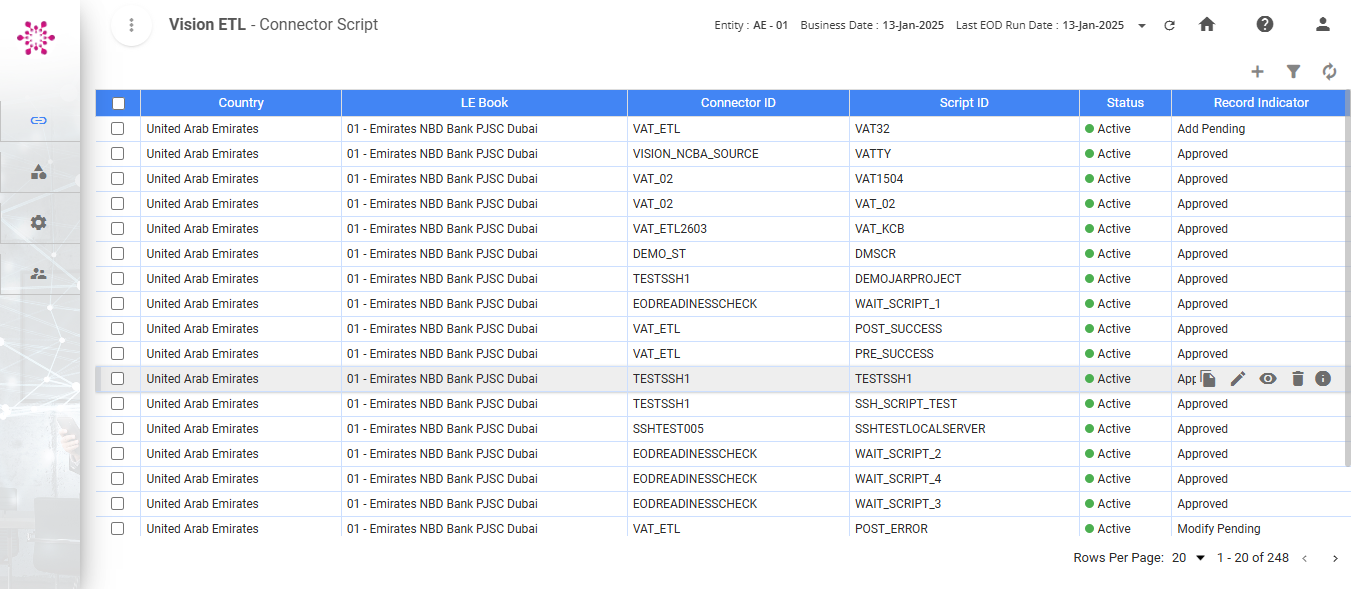 Vision ETL - Connector Script
Entity : AE - 01 Business Date : 13-Jan-2025 Last EOD Run Date : 13-Jan-2025
Country LE Book Connector ID Script ID Status Record Indicator
United Arab Emirates 01 - Emirates NBD Bank PJSC Dubai VAT_ETL VAT32 Active Add Pending
United Arab Emirates 01 - Emirates NBD Bank PJSC Dubai VISION_NCBA_SOURCE VATTY Active Approved
United Arab Emirates 01 - Emirates NBD Bank PJSC Dubai VAT_02 VAT1504 Active Approved
United Arab Emirates 01 - Emirates NBD Bank PJSC Dubai VAT_02 VAT_02 Active Approved
United Arab Emirates 01 - Emirates NBD Bank PJSC Dubai VAT_ETL2603 VAT_KCB Active Approved
United Arab Emirates 01 - Emirates NBD Bank PJSC Dubai DEMO_ST DMSCR Active Approved
United Arab Emirates 01 - Emirates NBD Bank PJSC Dubai TESTSSH1 DEMOJARPROJECT Active Approved
United Arab Emirates 01 - Emirates NBD Bank PJSC Dubai EODREADINESSCHECK WAIT_SCRIPT_1 Active Approved
United Arab Emirates 01 - Emirates NBD Bank PJSC Dubai VAT_ETL POST_SUCCESS Active Approved
United Arab Emirates 01 - Emirates NBD Bank PJSC Dubai VAT_ETL PRE_SUCCESS Active Approved
United Arab Emirates 01 - Emirates NBD Bank PJSC Dubai TESTSSH1 TESTSSH1 Active App
United Arab Emirates 01 - Emirates NBD Bank PJSC Dubai TESTSSH1 SSH_SCRIPT_TEST Active Approved
United Arab Emirates 01 - Emirates NBD Bank PJSC Dubai SSHTEST005 SSHTESTLOCALSERVER Active Approved
United Arab Emirates 01 - Emirates NBD Bank PJSC Dubai EODREADINESSCHECK WAIT_SCRIPT_2 Active Approved
United Arab Emirates 01 - Emirates NBD Bank PJSC Dubai EODREADINESSCHECK WAIT_SCRIPT_4 Active Approved
United Arab Emirates 01 - Emirates NBD Bank PJSC Dubai EODREADINESSCHECK WAIT_SCRIPT_3 Active Approved
United Arab Emirates 01 - Emirates NBD Bank PJSC Dubai VAT_ETL POST_ERROR Active Modify Pending
Rows Per Page: 20 1 - 20 of 248